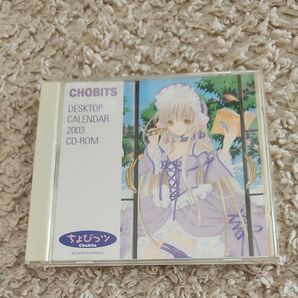 CHOBITS
DESKTOP
CALENDAR
2003
CD-ROM
ちょびっツ
Chobits